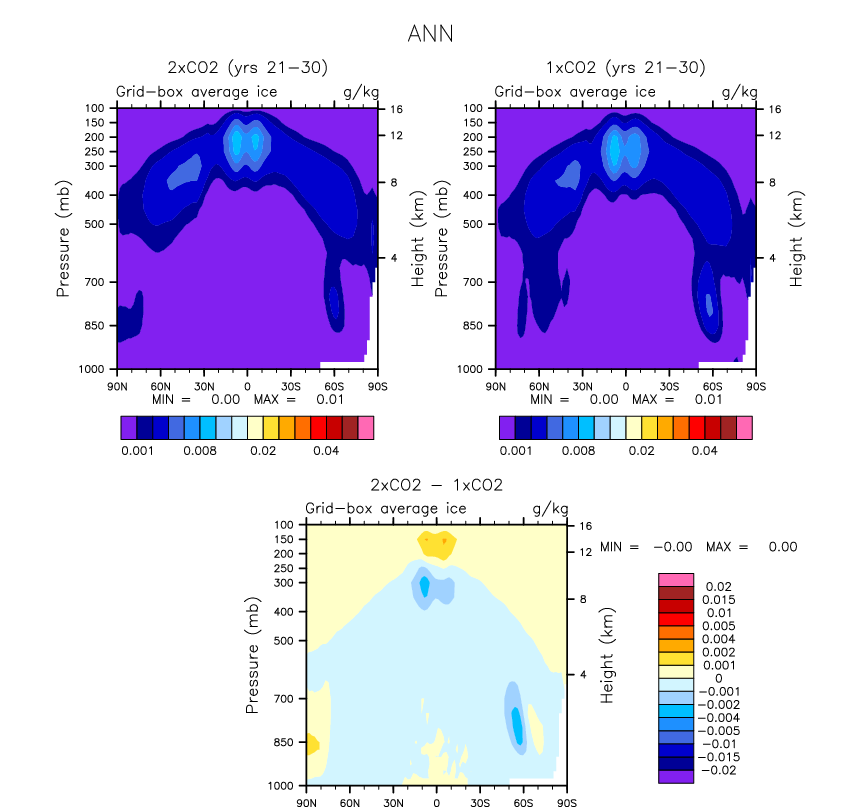 ANN
2xCO2 (yrs 21−30)
1xCO2 (yrs 21−30)
Grid−box average ice g/kg
Grid−box average ice g/kg
100
150
200
250
300
400
500
700
850
1000
Pressure (mb)
16
12
8
4
Height (km)
90N 60N 30N 0 30S 60S 90S
MIN = 0.00 MAX = 0.01
0.001 0.008 0.02 0.04
100
150
200
250
300
400
500
700
850
1000
Pressure (mb)
16
12
8
4
Height (km)
90N 60N 30N 0 30S 60S 90S
MIN = 0.00 MAX = 0.01
0.001 0.008 0.02 0.04
2xCO2 − 1xCO2
Grid−box average ice g/kg
100
150
200
250
300
400
500
700
850
1000
Pressure (mb)
16
12
8
4
Height (km)
90N 60N 30N 0 30S 60S 90S
MIN = −0.00 MAX = 0.00
0.02
0.015
0.01
0.005
0.004
0.002
0.001
0
−0.001
−0.002
−0.004
−0.005
−0.01
−0.015
−0.02